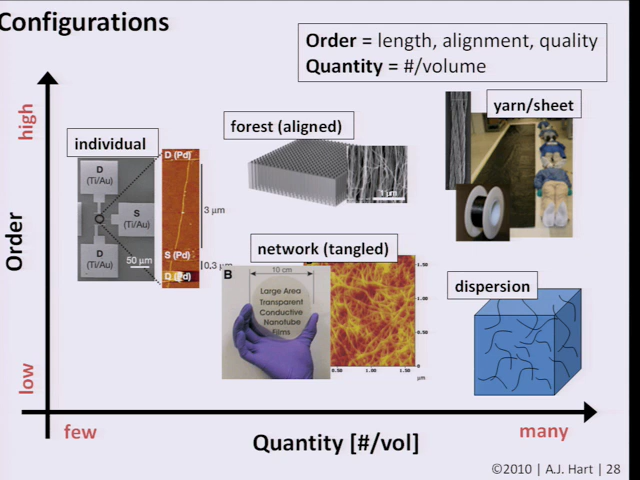 Configurations
Order = length, alignment, quality
Quantity = #/volume
high
Order
low
individual
D
(Ti/Au)
S
(Ti/Au)
D
(Ti/Au)
50 µm
D (Pd)
3 µm
S (Pd)
0.3 µm
D (Pd)
forest (aligned)
1 µm
yarn/sheet
network (tangled)
B
10 cm
Large Area
Transparent
Conductive
Nanotube
Films
1.50
1.00
0.50
0
0.50
1.00
1.50
µm
dispersion
few
Quantity [#/vol]
many
©2010 | A.J. Hart | 28